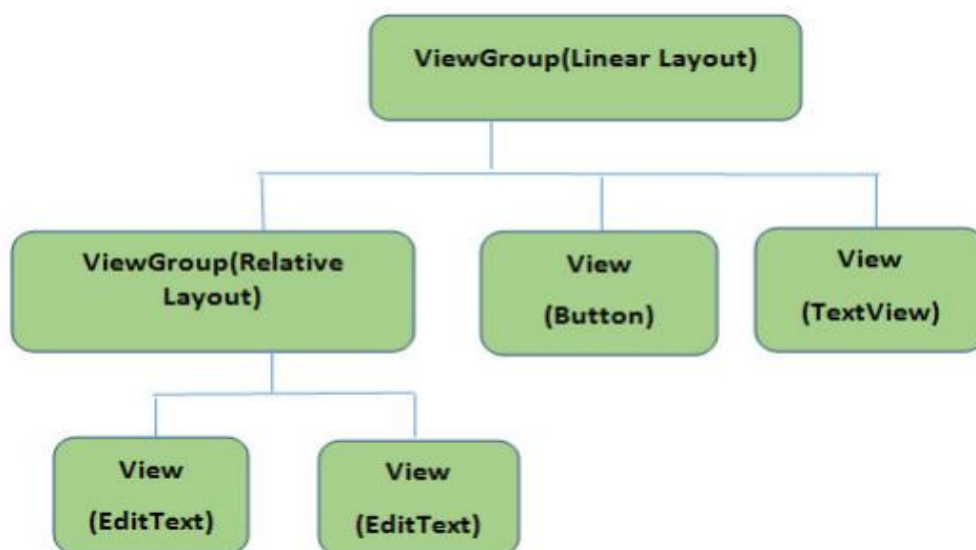 ViewGroup(Linear Layout)
ViewGroup(Relative
Layout)
View
(Button)
View
(TextView)
View
(EditText)
View
(EditText)